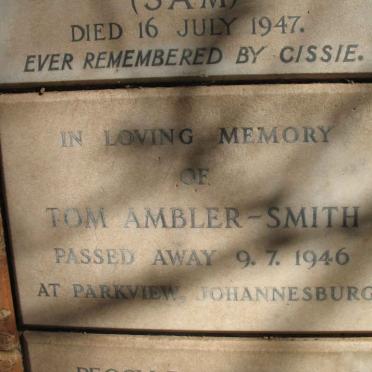 (SAM)
DIED 16 JULY 1947.
EVER REMEMBERED BY CISSIE.
IN LOVING MEMORY
OF
TOM AMBLER-SMITH
PASSED AWAY 9.7.1946
AT PARKVIEW, JOHANNESBURG